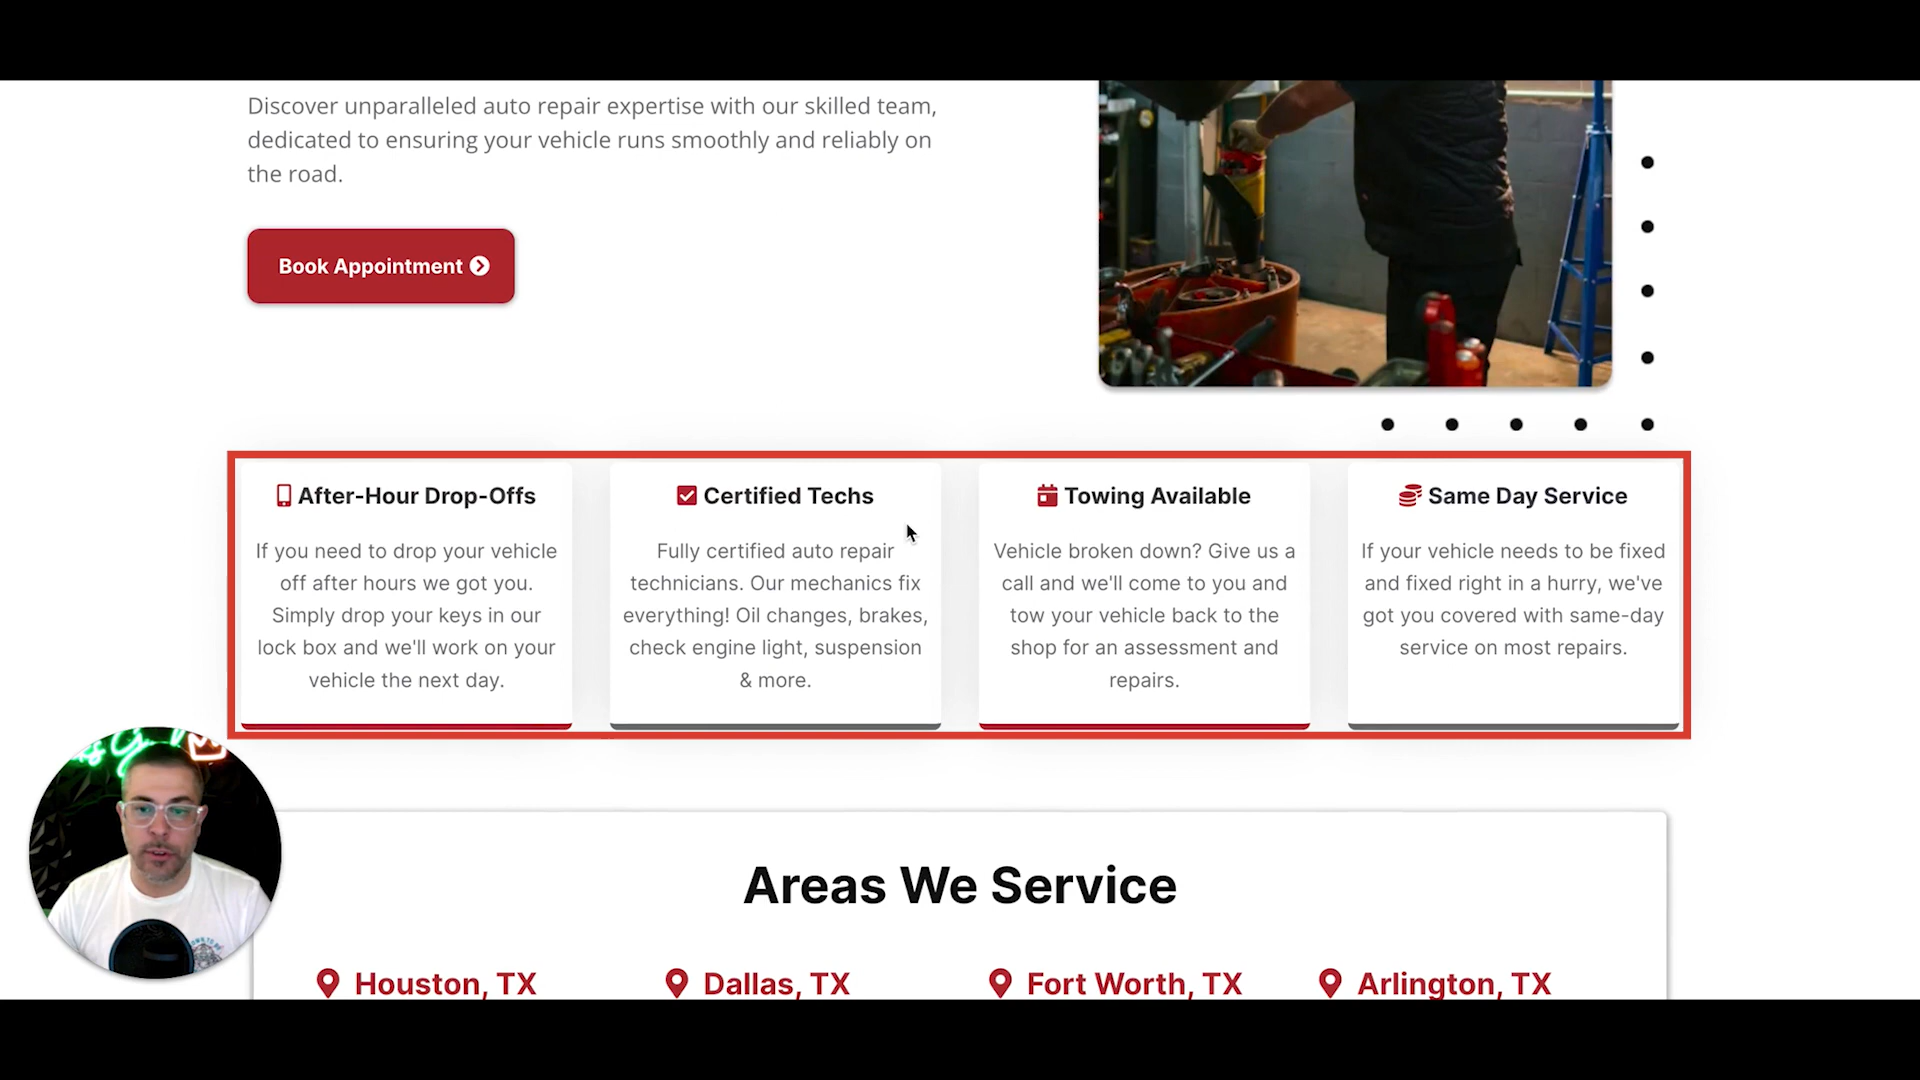 Discover unparalleled auto repair expertise with our skilled team,
dedicated to ensuring your vehicle runs smoothly and reliably on
the road.
Book Appointment
After-Hour Drop-Offs
If you need to drop your vehicle
off after hours we got you.
Simply drop your keys in our
lock box and we'll work on your
vehicle the next day.
Certified Techs
Fully certified auto repair
technicians. Our mechanics fix
everything! Oil changes, brakes,
check engine light, suspension
& more.
Towing Available
Vehicle broken down? Give us a
call and we'll come to you and
tow your vehicle back to the
shop for an assessment and
repairs.
Same Day Service
If your vehicle needs to be fixed
and fixed right in a hurry, we've
got you covered with same-day
service on most repairs.
Areas We Service
Houston, TX
Dallas, TX
Fort Worth, TX
Arlington, TX